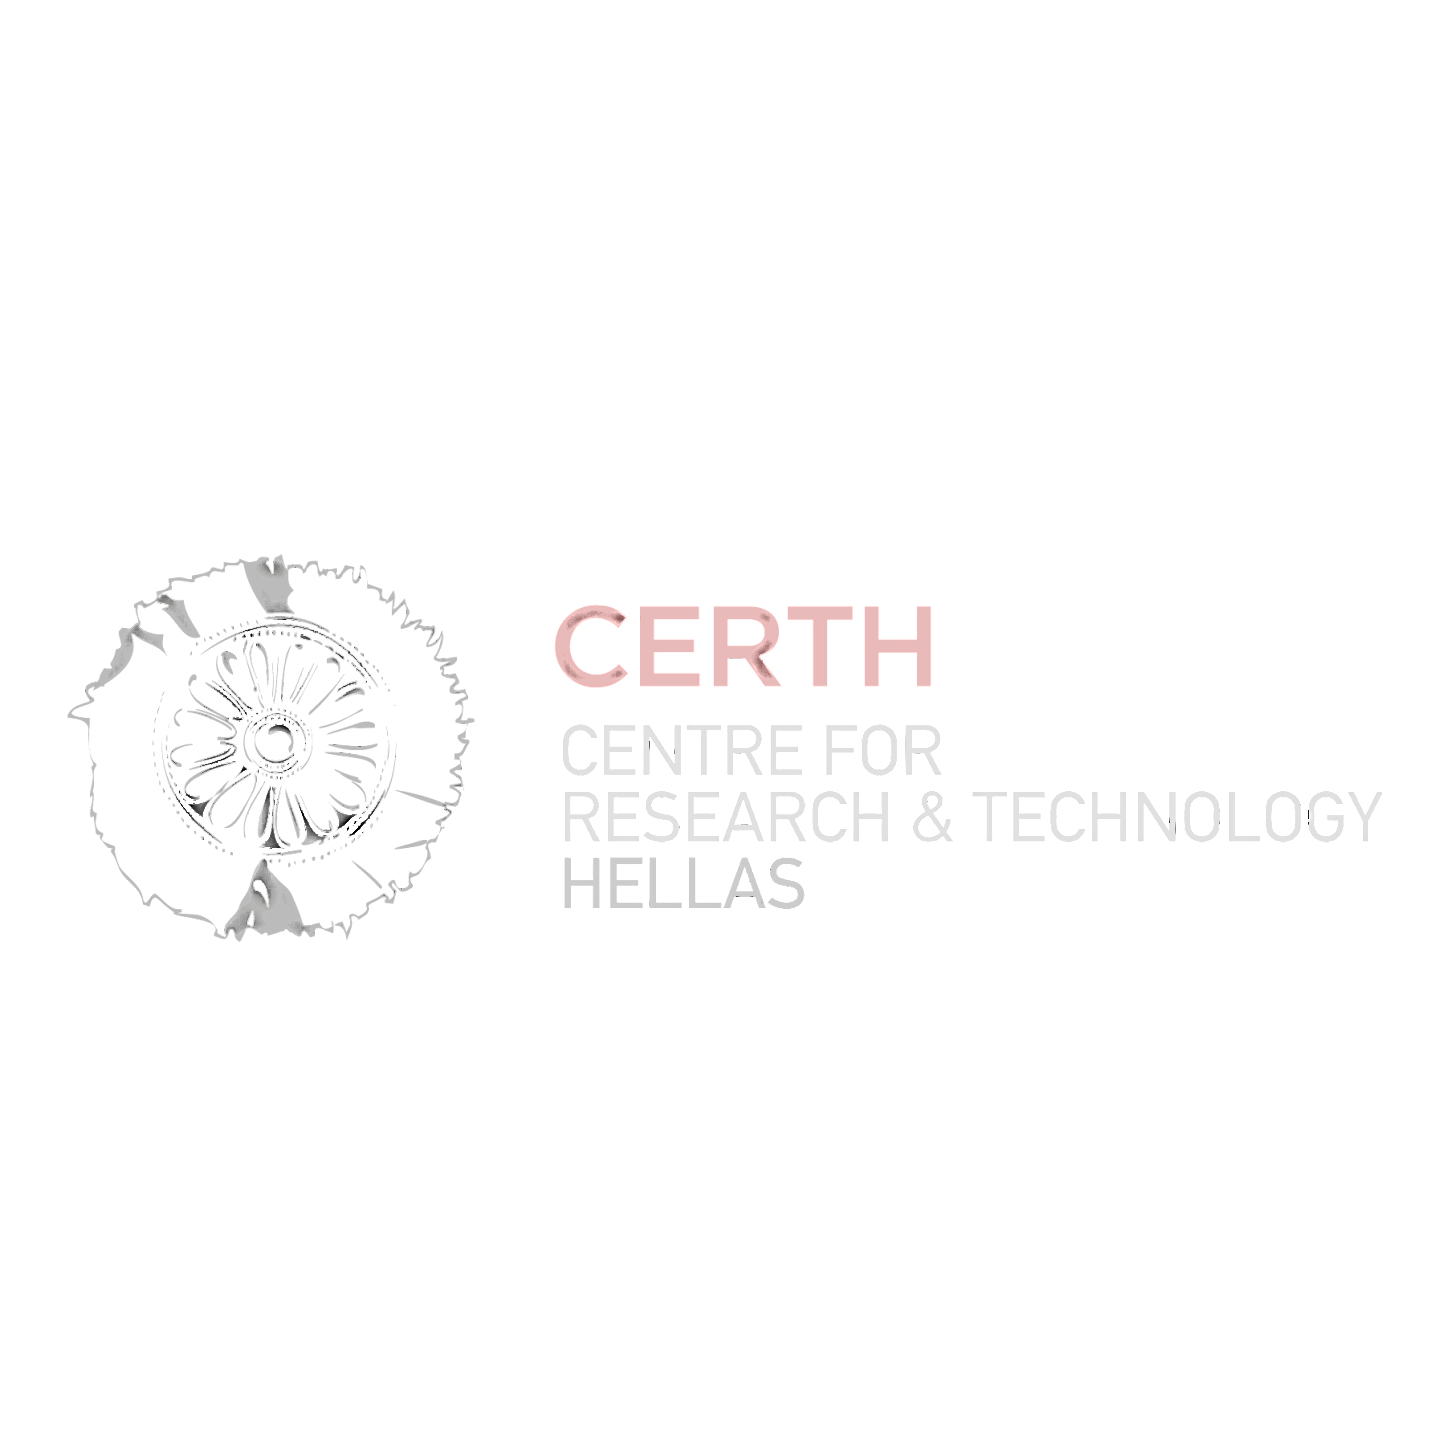 CERTH
CENTRE FOR
RESEARCH & TECHNOLOGY
HELLAS